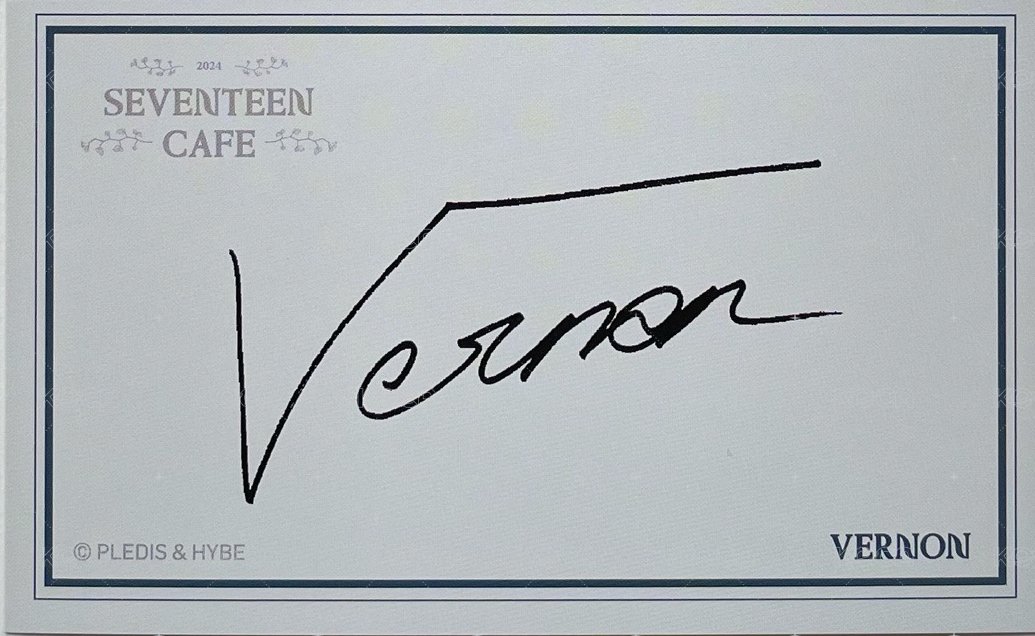 2024
SEVENTEEN
CAFE
Vernon
© PLEDIS & HYBE
VERNON